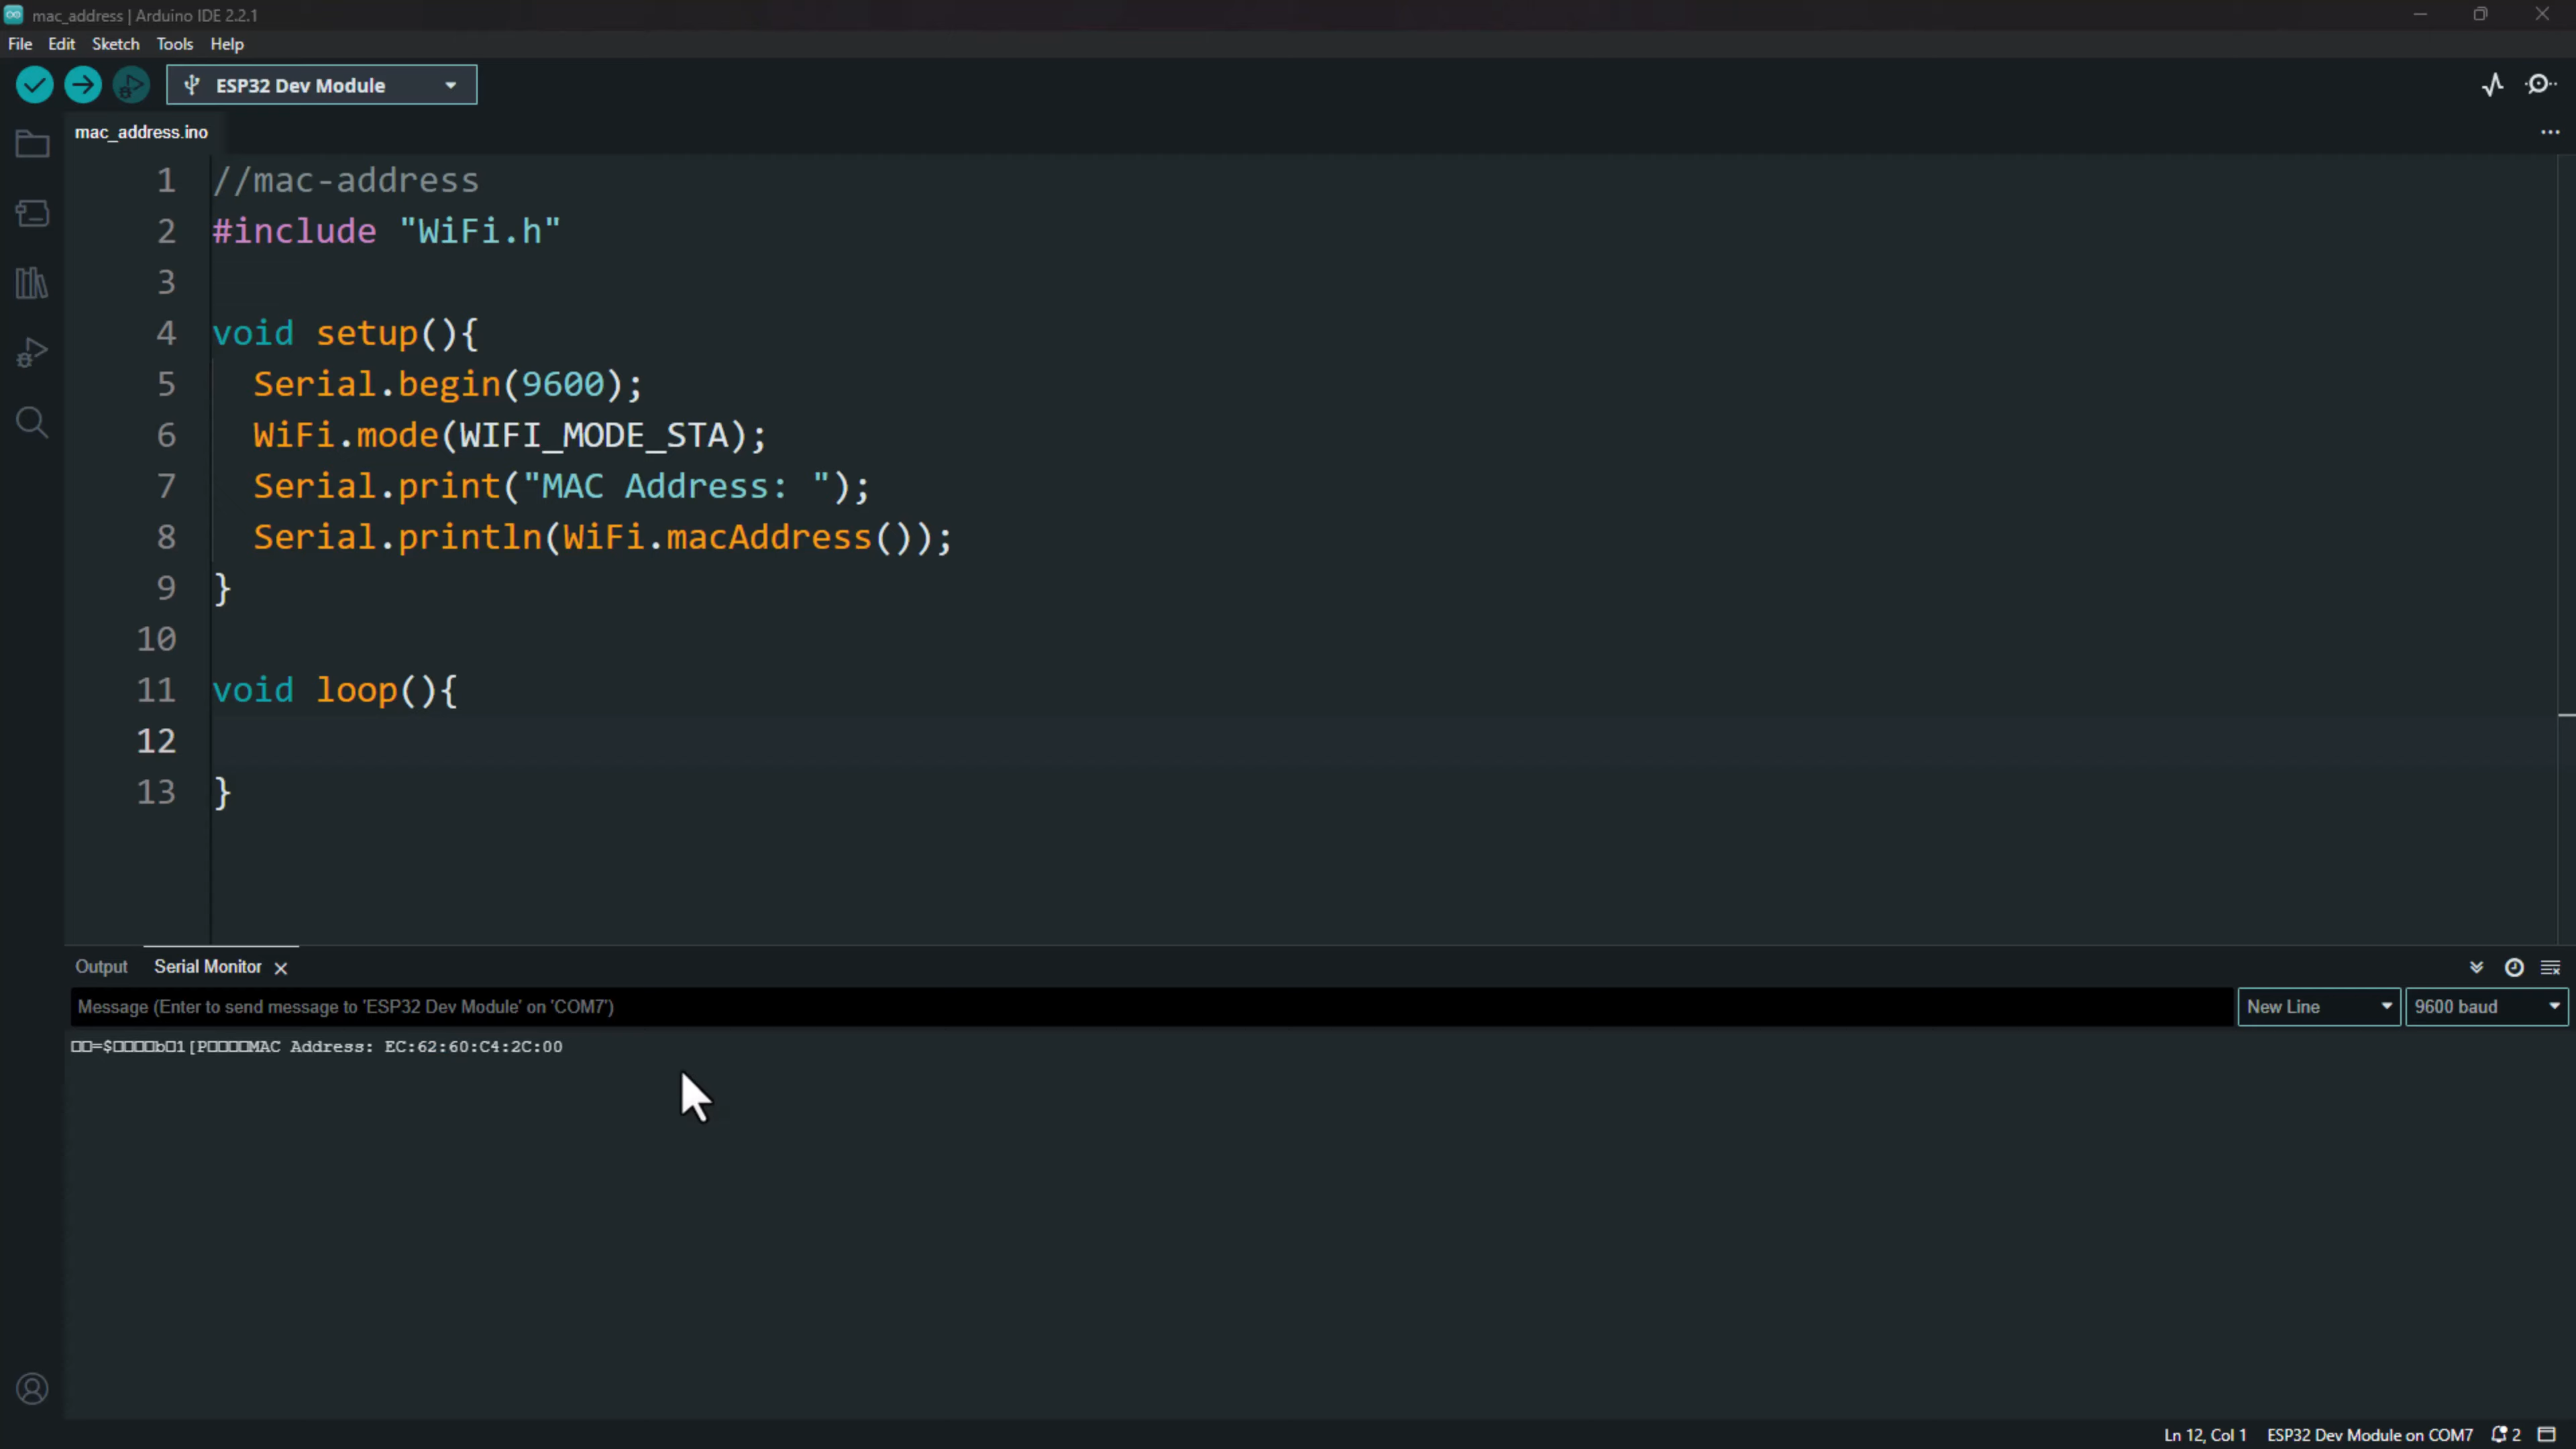 mac_address | Arduino IDE 2.2.1
File Edit Sketch Tools Help
ESP32 Dev Module
mac_address.ino
1 //mac-address
2 #include "WiFi.h"
3
4 void setup(){
5 Serial.begin(9600);
6 WiFi.mode(WIFI_MODE_STA);
7 Serial.print("MAC Address: ");
8 Serial.println(WiFi.macAddress());
9 }
10
11 void loop(){
12
13 }
Output Serial Monitor
Message (Enter to send message to 'ESP32 Dev Module' on 'COM7')
New Line 9600 baud
□□=$□□□□b□1[P□□□□MAC Address: EC:62:60:C4:2C:00
Ln 12, Col 1 ESP32 Dev Module on COM7 2